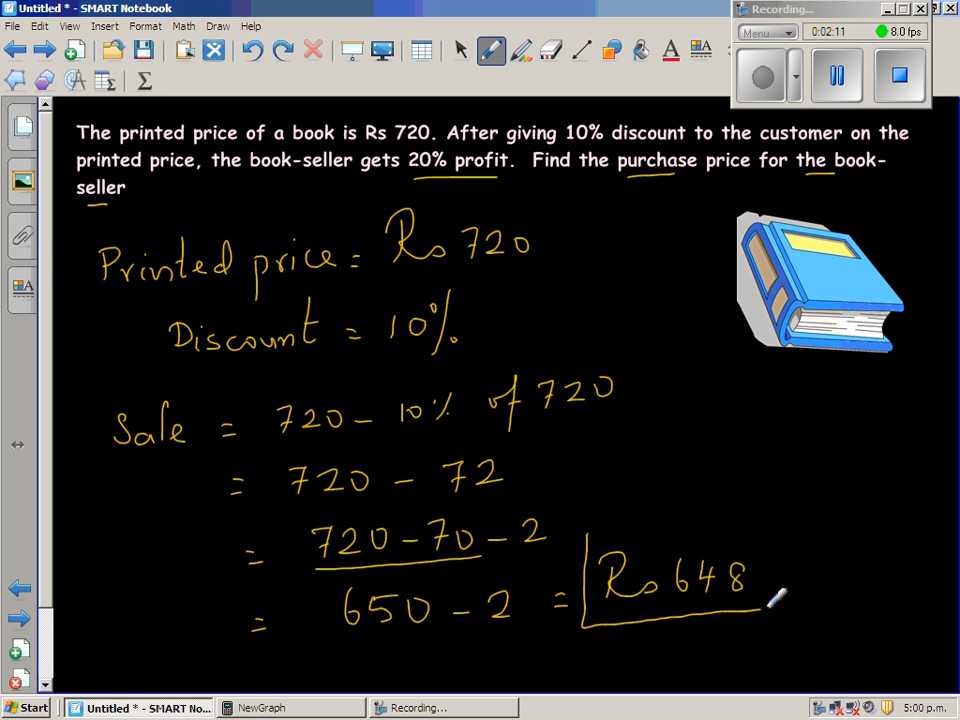 Untitled * - SMART Notebook
Recording...
File Edit View Insert Format Math Draw Help
Menu
0:02:11
8.0 fps
The printed price of a book is Rs 720. After giving 10% discount to the customer on the
printed price, the book-seller gets 20% profit. Find the purchase price for the book-
seller
Printed price = Rs 720
Discount = 10%.
Sale = 720 - 10% of 720
= 720 - 72
= 720 - 70 - 2
= 650 - 2 = Rs 648
Start
Untitled * - SMART No...
NewGraph
Recording...
5:00 p.m.